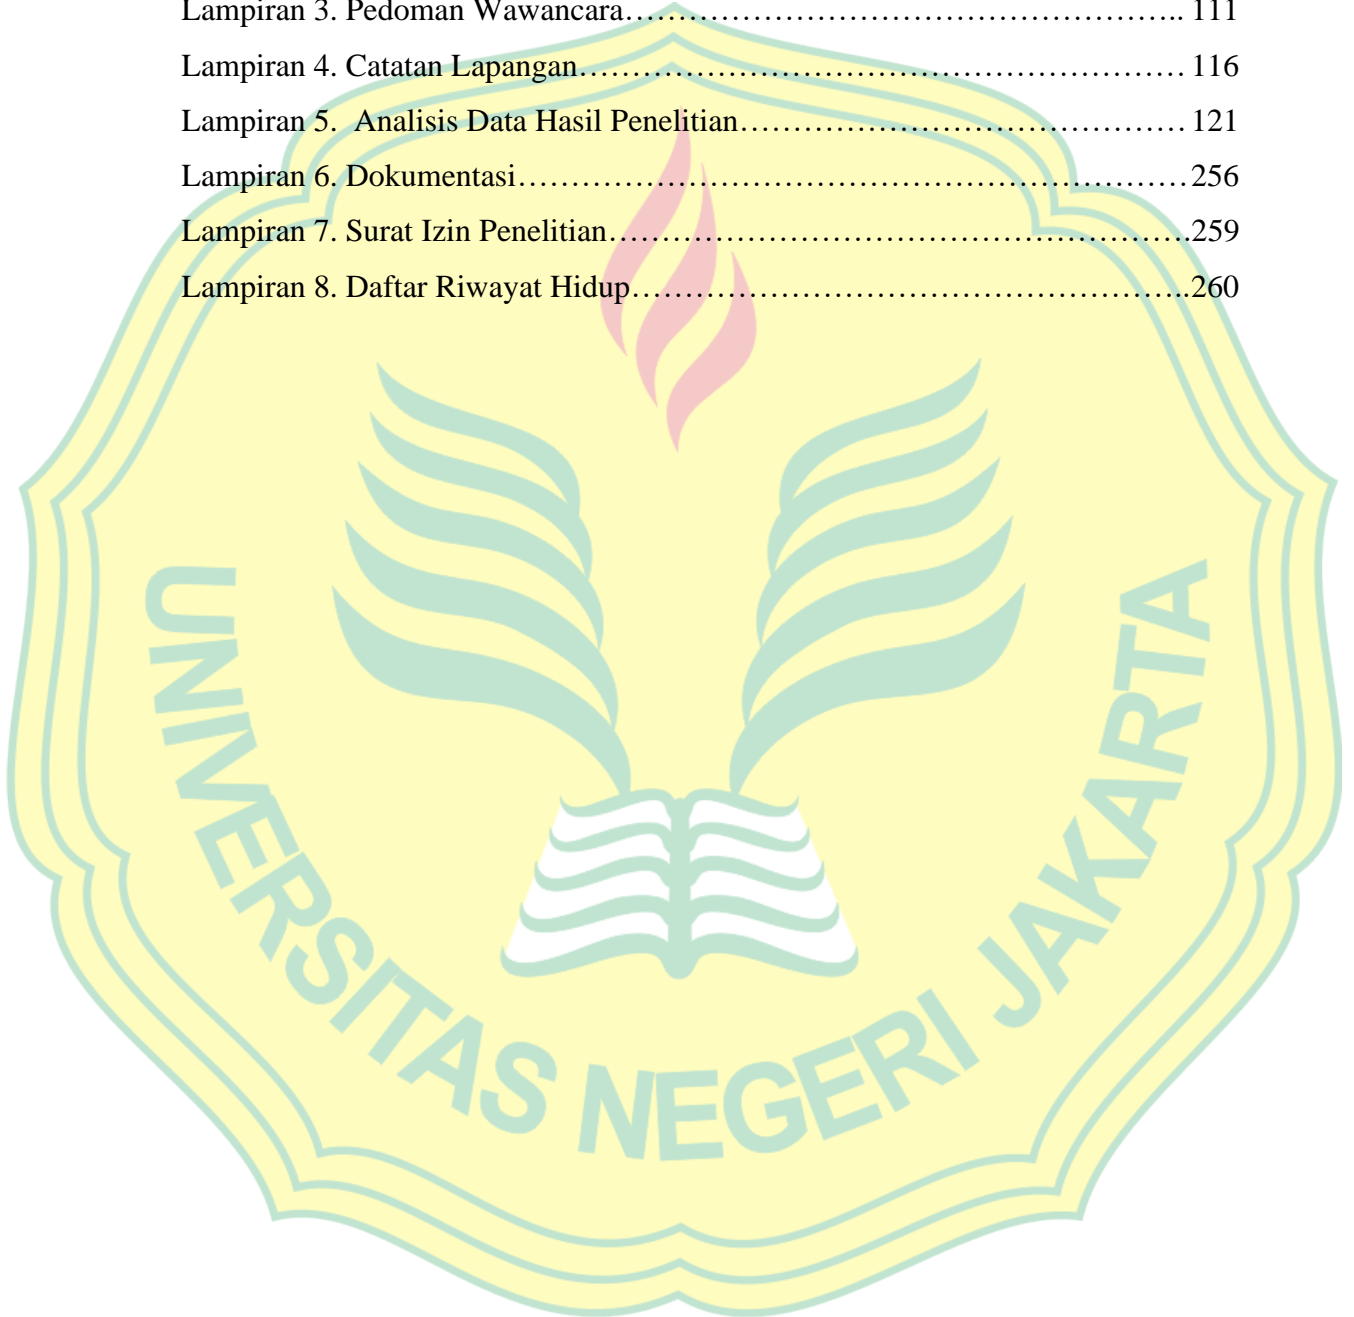 Lampiran 3. Pedoman Wawancara…………………………………………………….. 111
Lampiran 4. Catatan Lapangan………………………………………………………… 116
Lampiran 5. Analisis Data Hasil Penelitian………………………………………… 121
Lampiran 6. Dokumentasi………………………………………………………………256
Lampiran 7. Surat Izin Penelitian……………………………………………………….259
Lampiran 8. Daftar Riwayat Hidup……………………………………………………..260
UNIVERSITAS NEGERI JAKARTA